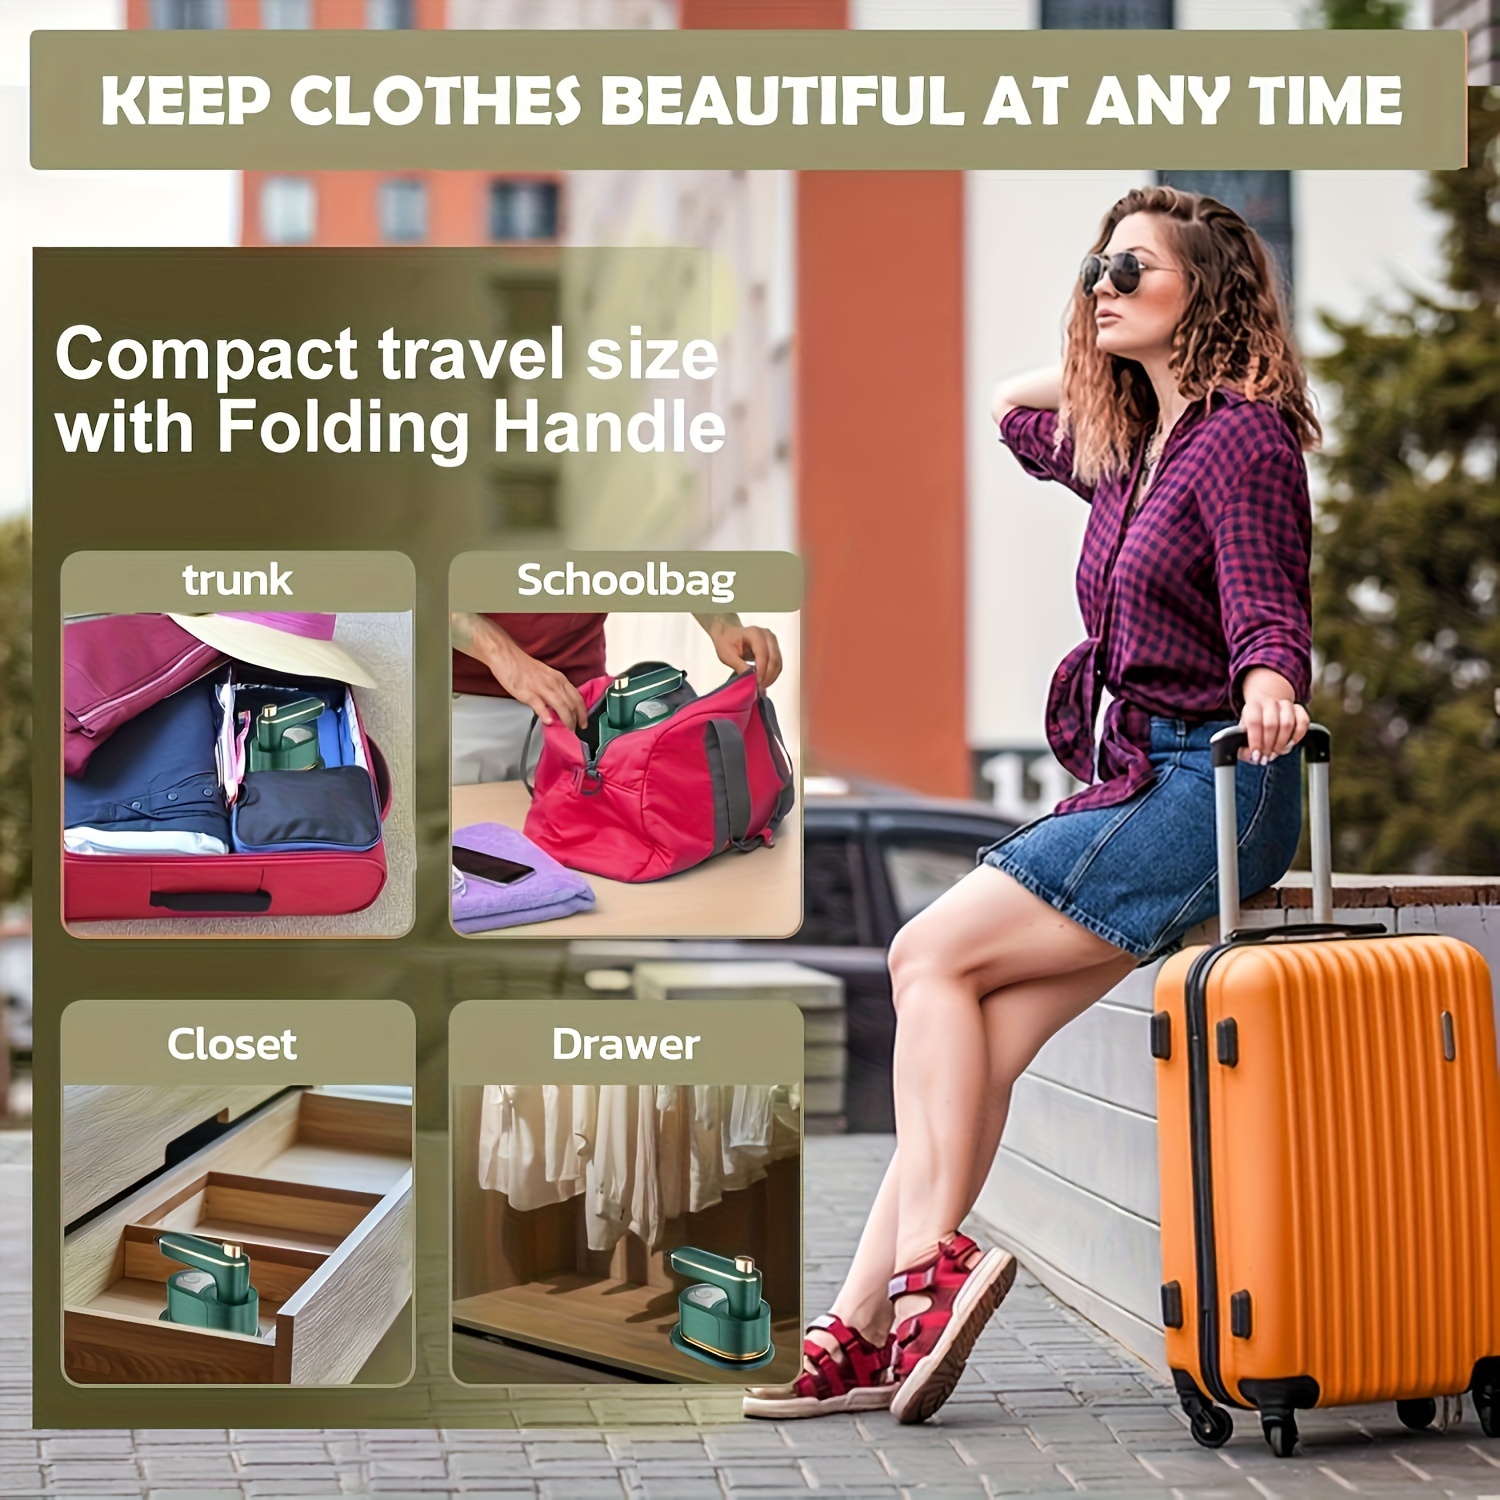 KEEP CLOTHES BEAUTIFUL AT ANY TIME
Compact travel size
with Folding Handle
trunk
Schoolbag
Closet
Drawer